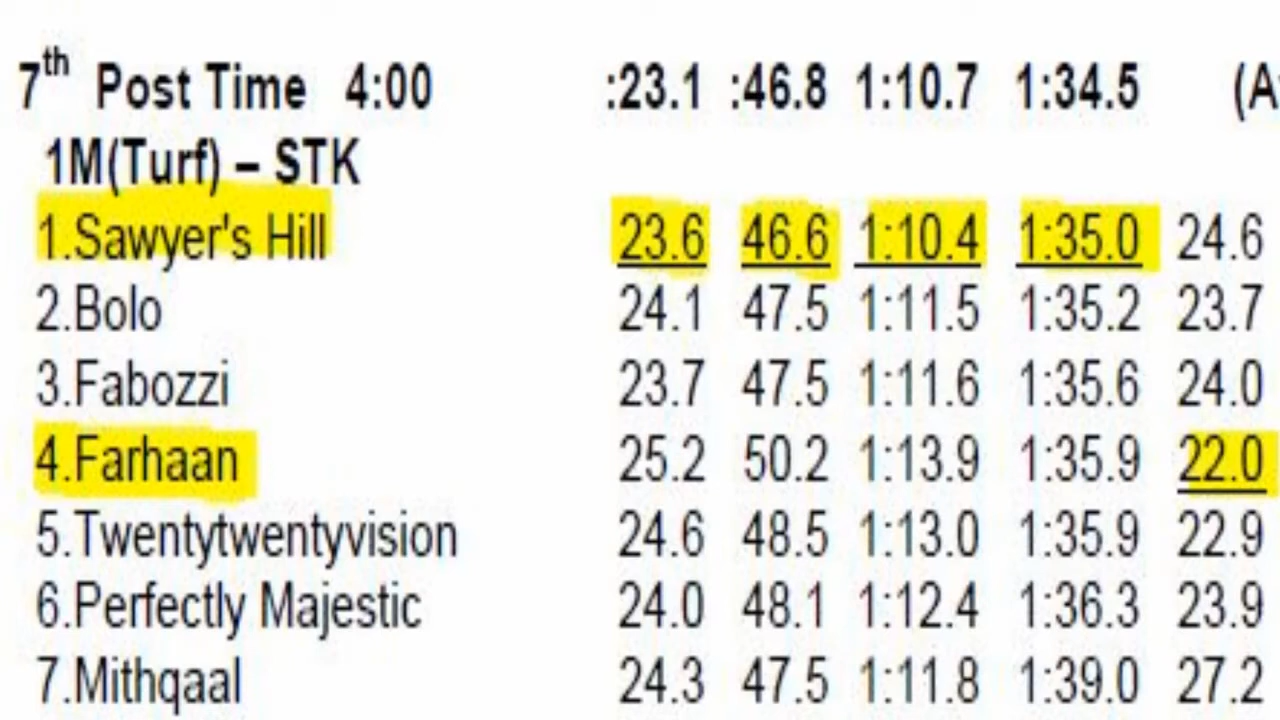 7th Post Time 4:00 :23.1 :46.8 1:10.7 1:34.5
1M(Turf) – STK
1.Sawyer's Hill 23.6 46.6 1:10.4 1:35.0 24.6
2.Bolo 24.1 47.5 1:11.5 1:35.2 23.7
3.Fabozzi 23.7 47.5 1:11.6 1:35.6 24.0
4.Farhaan 25.2 50.2 1:13.9 1:35.9 22.0
5.Twentytwentyvision 24.6 48.5 1:13.0 1:35.9 22.9
6.Perfectly Majestic 24.0 48.1 1:12.4 1:36.3 23.9
7.Mithqaal 24.3 47.5 1:11.8 1:39.0 27.2